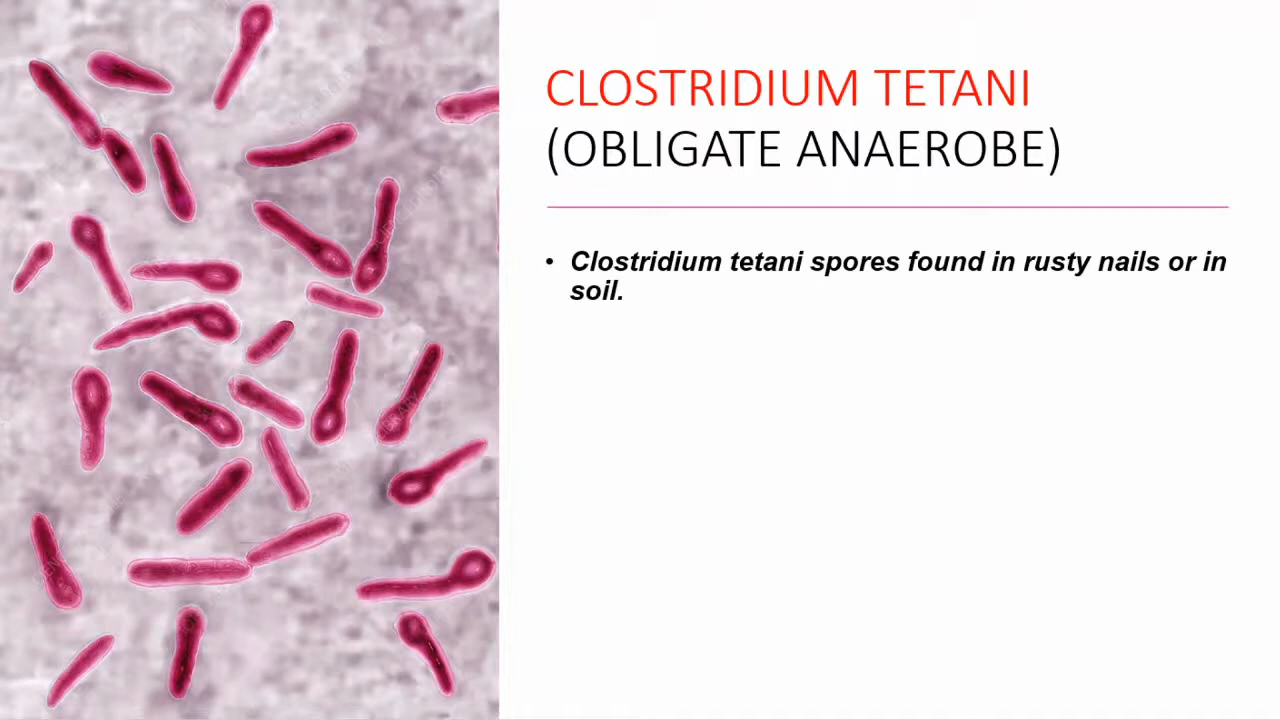 CLOSTRIDIUM TETANI
(OBLIGATE ANAEROBE)
• Clostridium tetani spores found in rusty nails or in
soil.